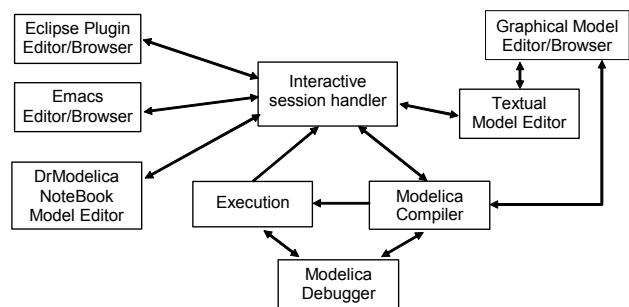 Eclipse Plugin
Editor/Browser
Graphical Model
Editor/Browser
Emacs
Editor/Browser
Interactive
session handler
Textual
Model Editor
DrModelica
NoteBook
Model Editor
Execution
Modelica
Compiler
Modelica
Debugger